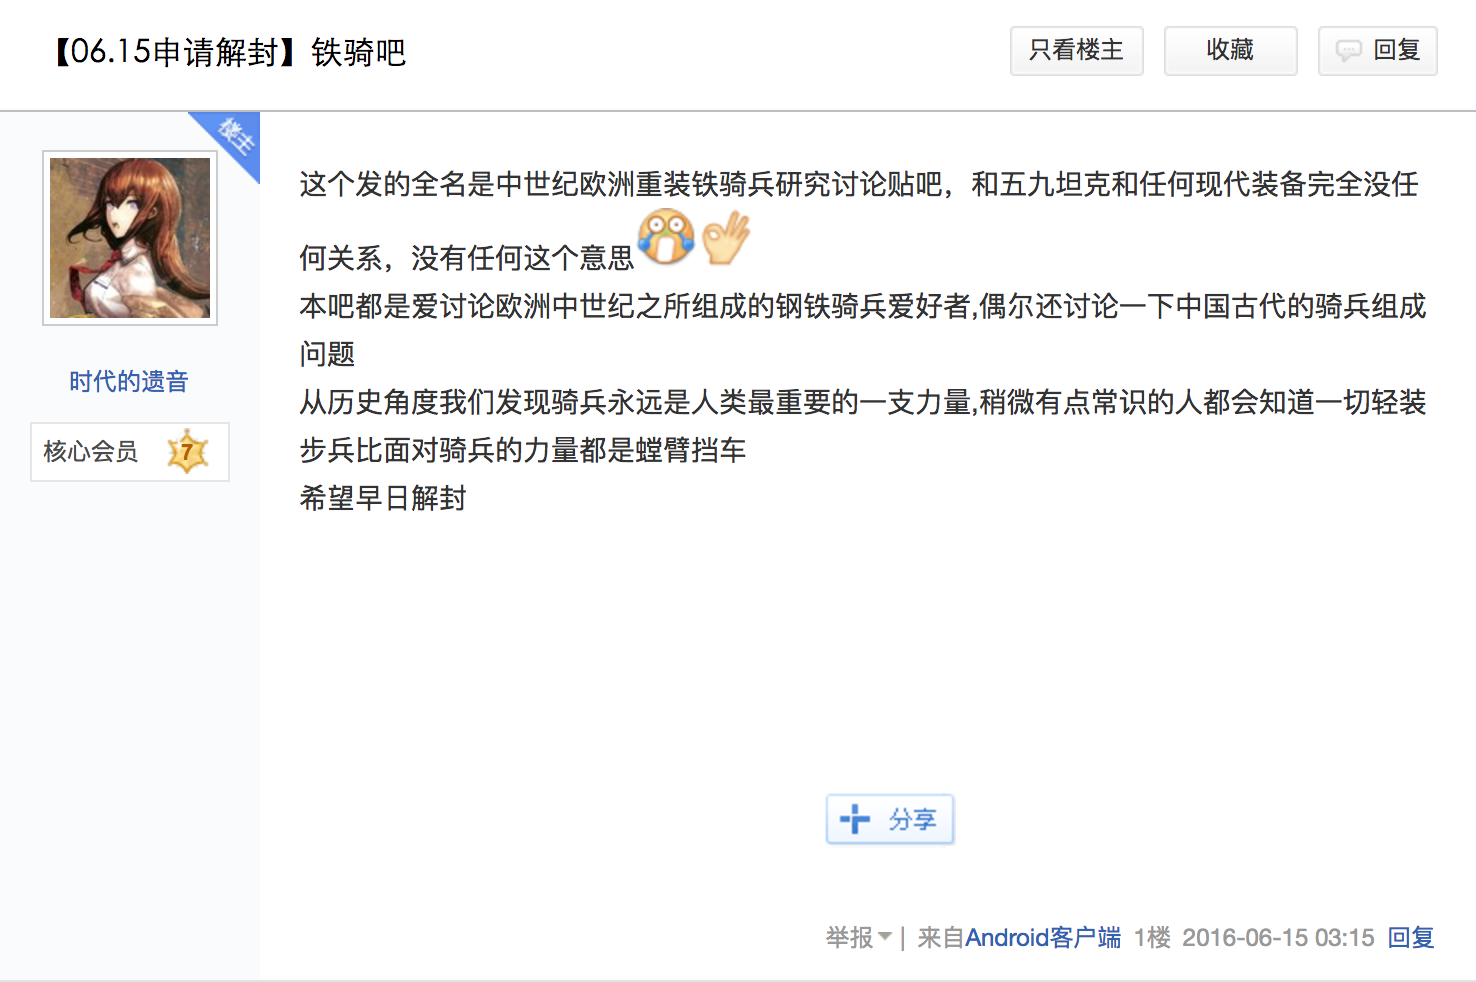 【06.15申请解封】铁骑吧
只看楼主
收藏
回复
楼主
时代的遗音
核心会员 7
这个发的全名是中世纪欧洲重装铁骑兵研究讨论贴吧，和五九坦克和任何现代装备完全没任
何关系，没有任何这个意思
本吧都是爱讨论欧洲中世纪之所组成的钢铁骑兵爱好者,偶尔还讨论一下中国古代的骑兵组成
问题
从历史角度我们发现骑兵永远是人类最重要的一支力量,稍微有点常识的人都会知道一切轻装
步兵比面对骑兵的力量都是螳臂挡车
希望早日解封
分享
举报 | 来自Android客户端 1楼 2016-06-15 03:15 回复